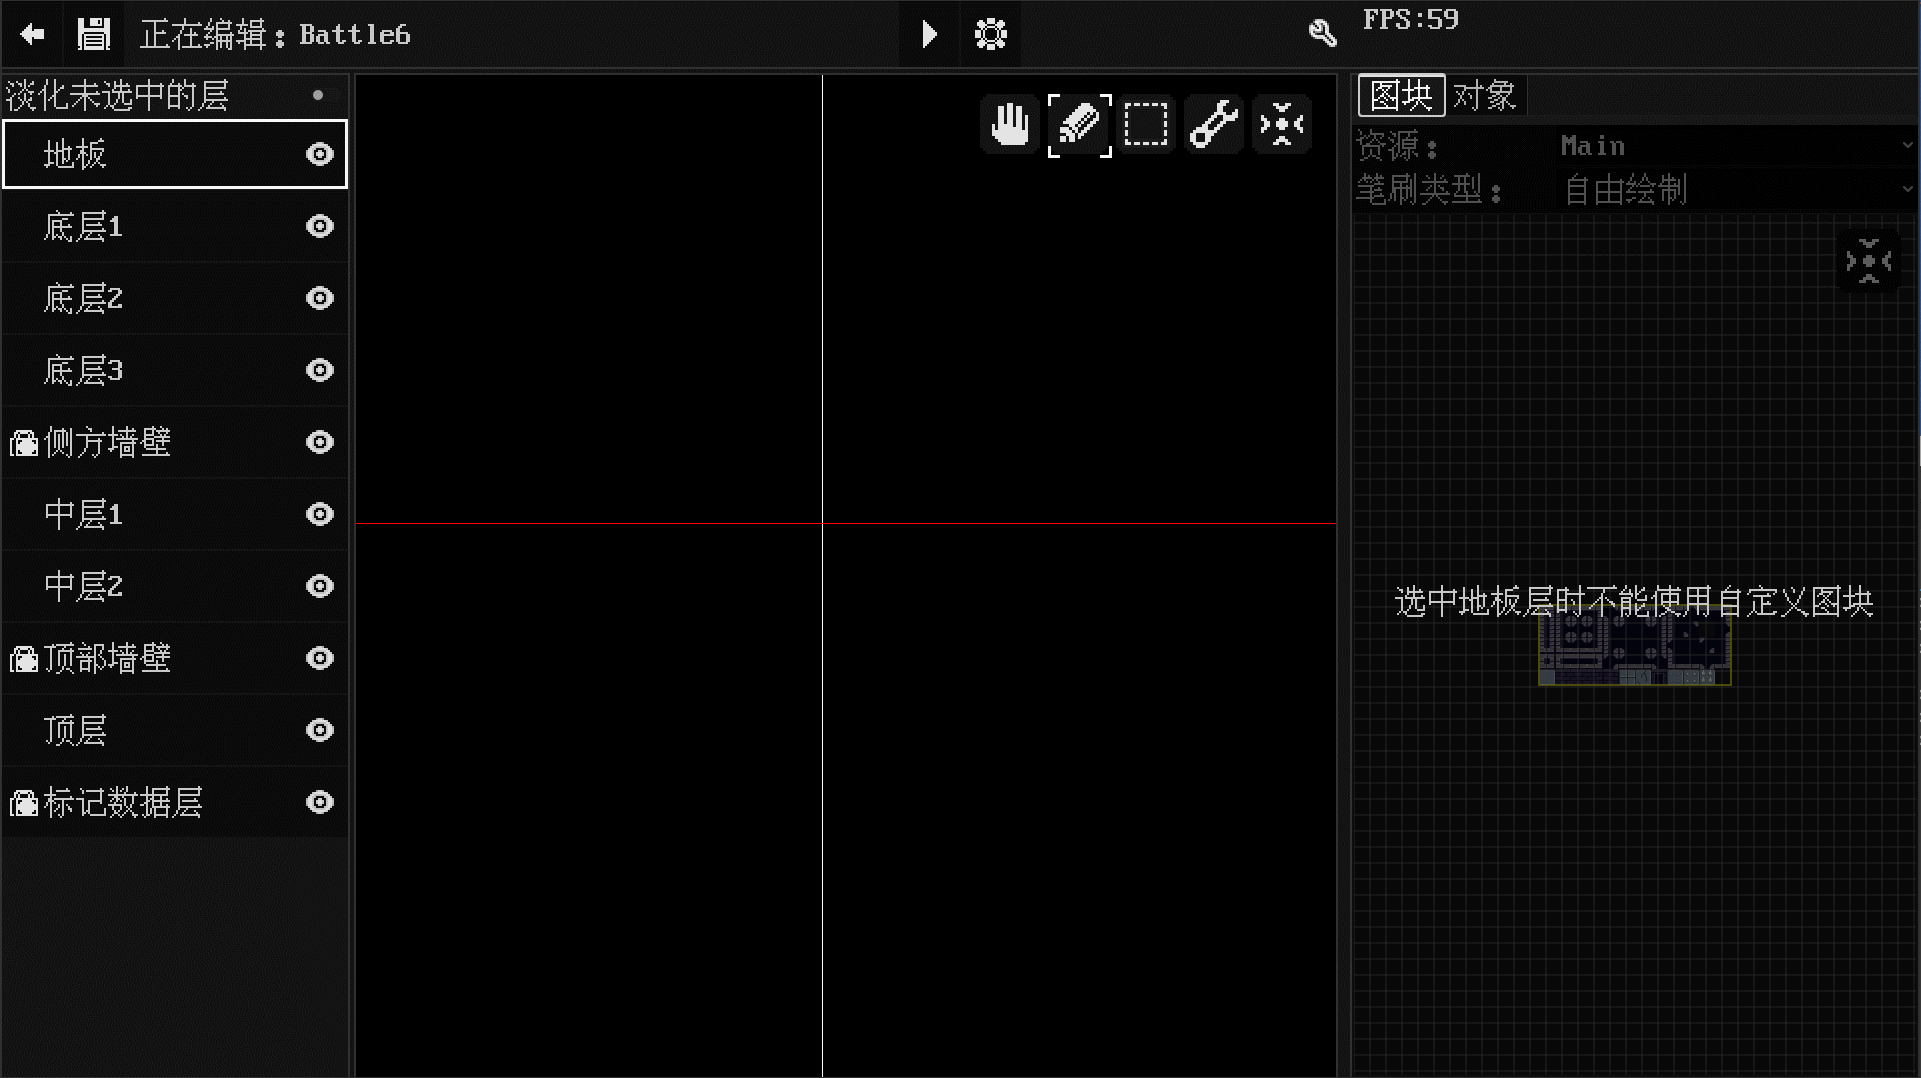 正在编辑：Battle6
FPS:59
淡化未选中的层
地板
底层1
底层2
底层3
侧方墙壁
中层1
中层2
顶部墙壁
顶层
标记数据层
图块 对象
资源： Main
笔刷类型： 自由绘制
选中地板层时不能使用自定义图块